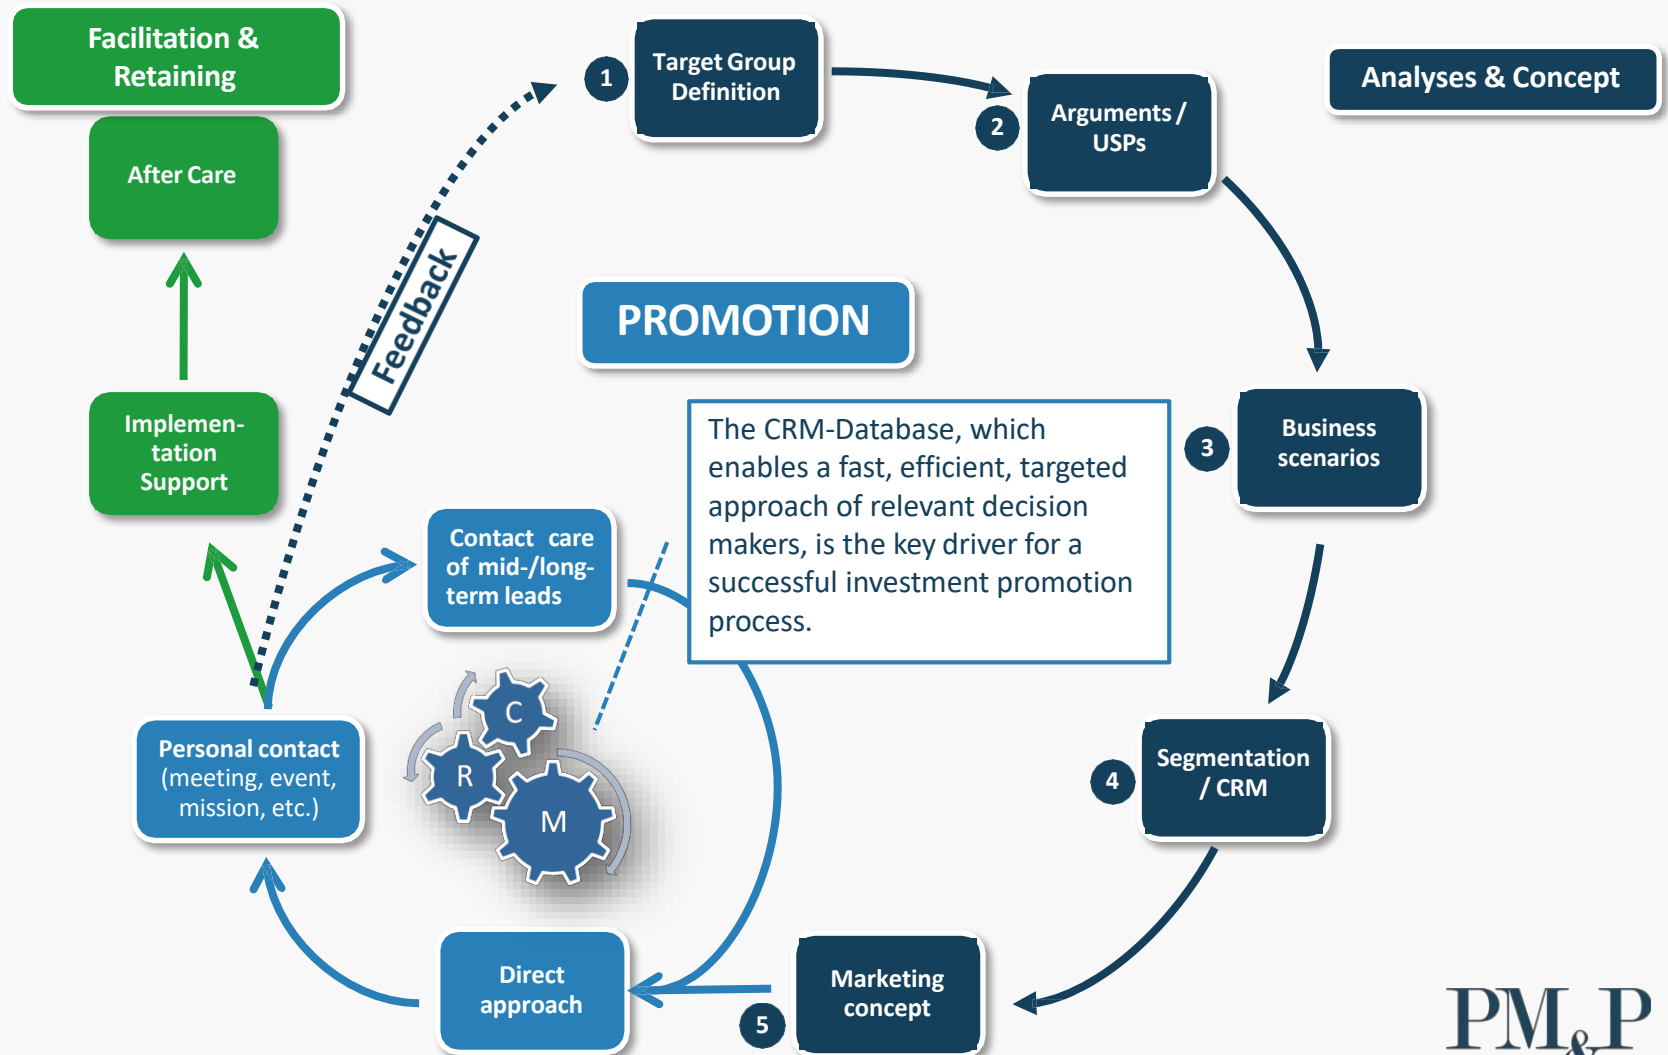 Facilitation &
Retaining
After Care
Implemen-
tation
Support
Feedback
1
Target Group
Definition
2
Arguments /
USPs
Analyses & Concept
PROMOTION
The CRM-Database, which
enables a fast, efficient, targeted
approach of relevant decision
makers, is the key driver for a
successful investment promotion
process.
3
Business
scenarios
Contact care
of mid-/long-
term leads
C
R
M
Personal contact
(meeting, event,
mission, etc.)
4
Segmentation
/ CRM
Direct
approach
5
Marketing
concept
PM&P